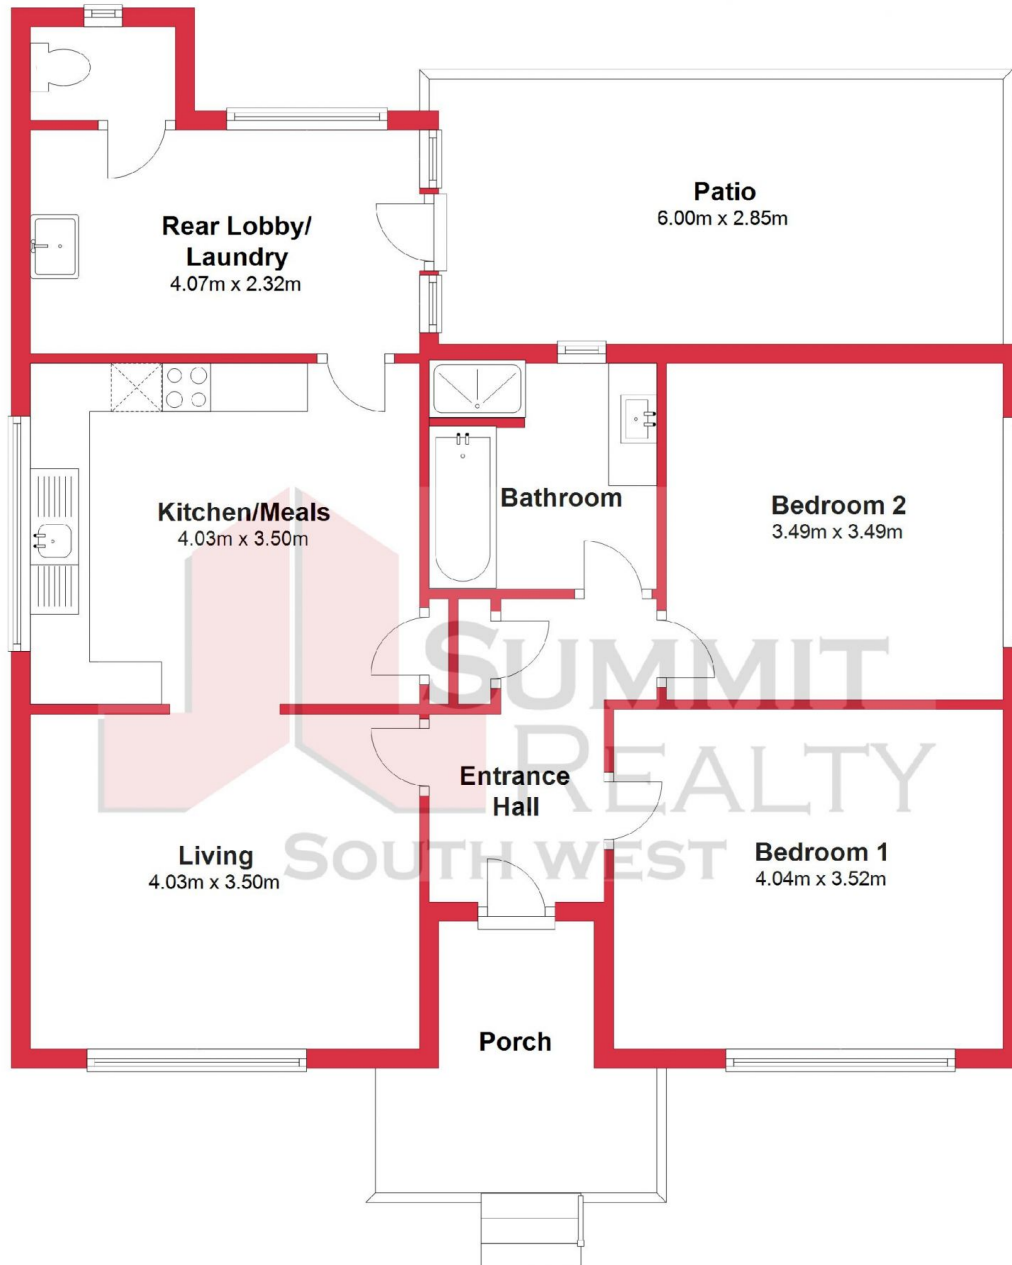 Patio
6.00m x 2.85m
Rear Lobby/
Laundry
4.07m x 2.32m
Kitchen/Meals
4.03m x 3.50m
Bathroom
Bedroom 2
3.49m x 3.49m
SUMMIT
REALTY
SOUTH WEST
Entrance
Hall
Living
4.03m x 3.50m
Bedroom 1
4.04m x 3.52m
Porch